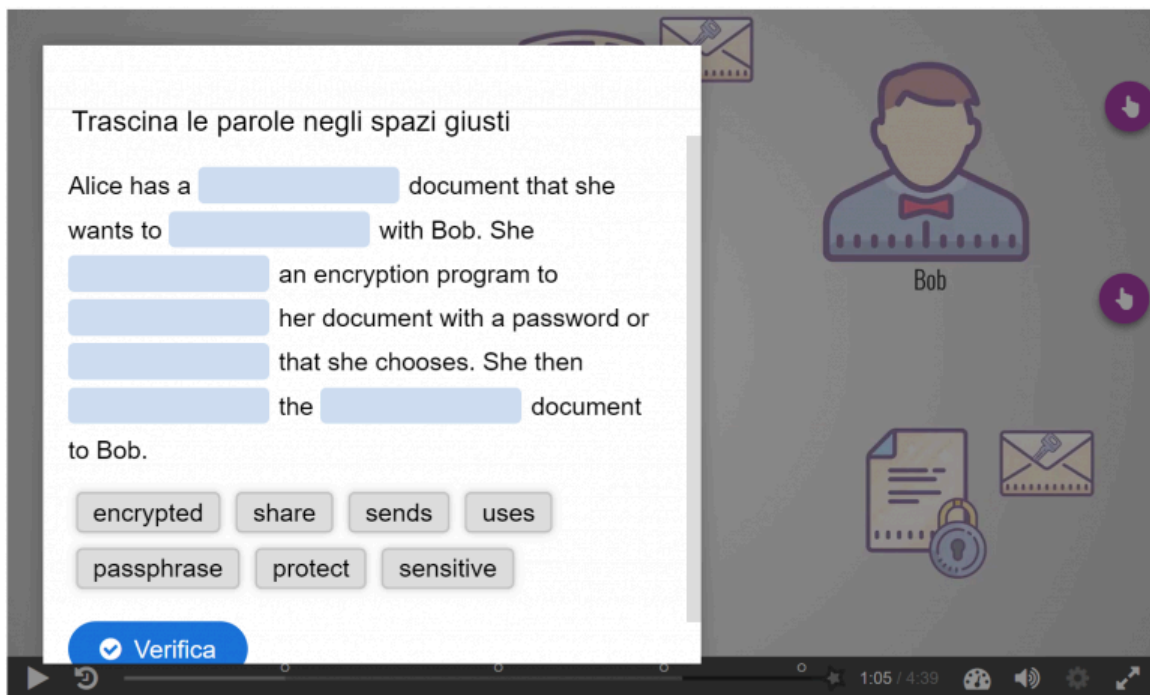 Trascina le parole negli spazi giusti
Alice has a document that she
wants to with Bob. She
an encryption program to
her document with a password or
that she chooses. She then
the document
to Bob.
encrypted share sends uses
passphrase protect sensitive
Verifica
Bob
1:05 / 4:39